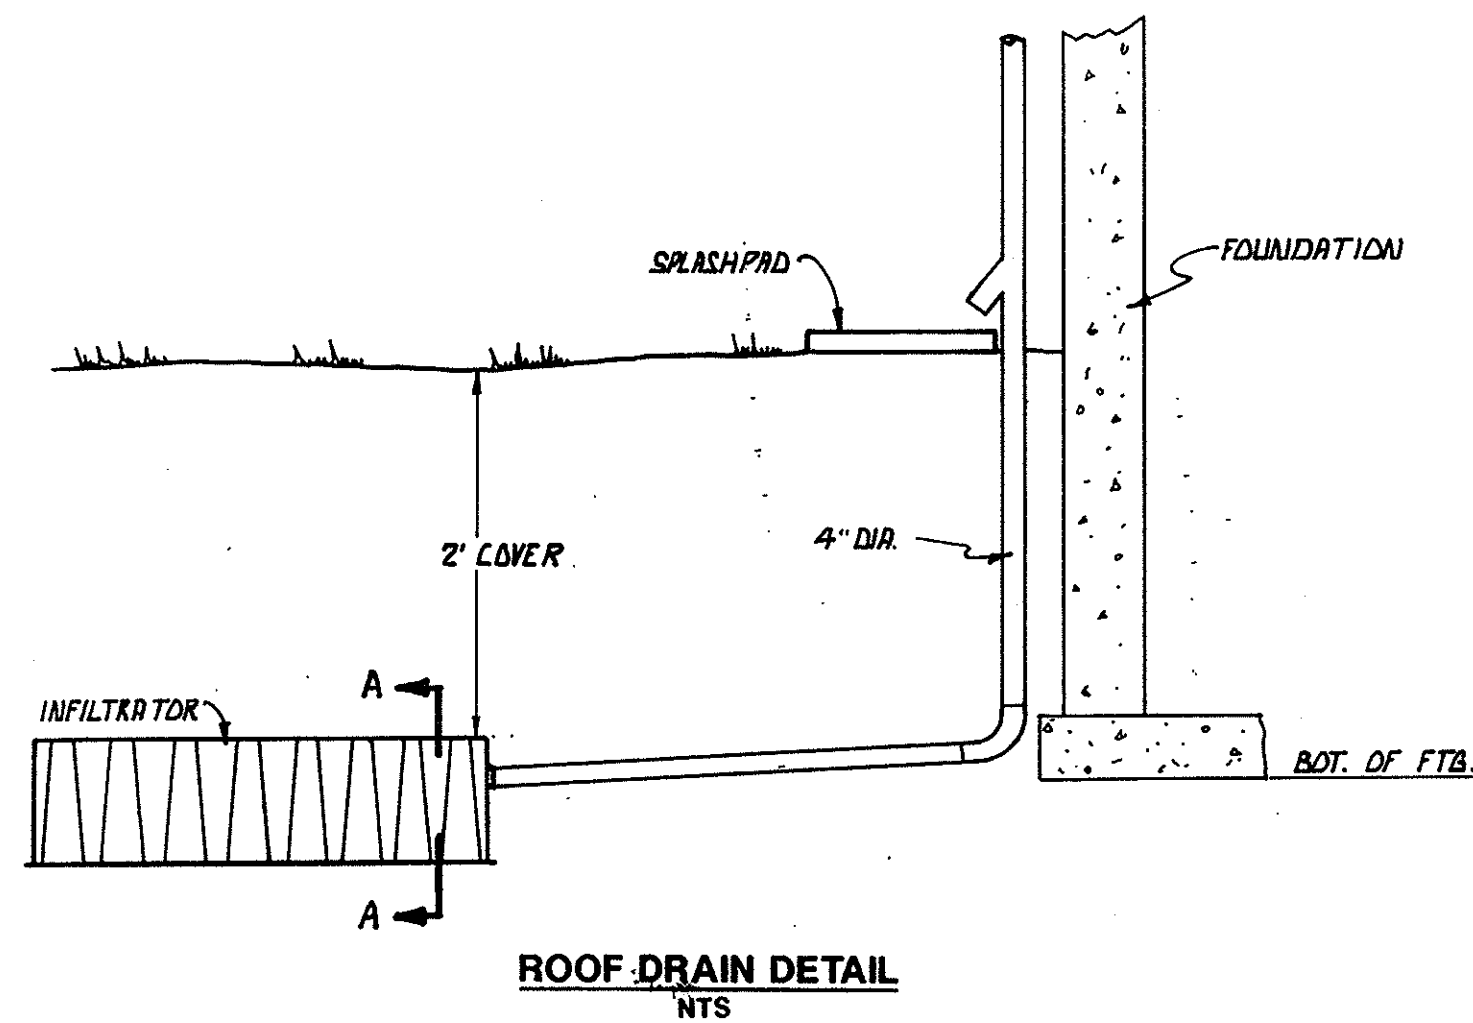 SPLASHPAD
FOUNDATION
4" DIA.
2' COVER
A
INFILTRATOR
BOT. OF FTG.
A
ROOF DRAIN DETAIL
NTS